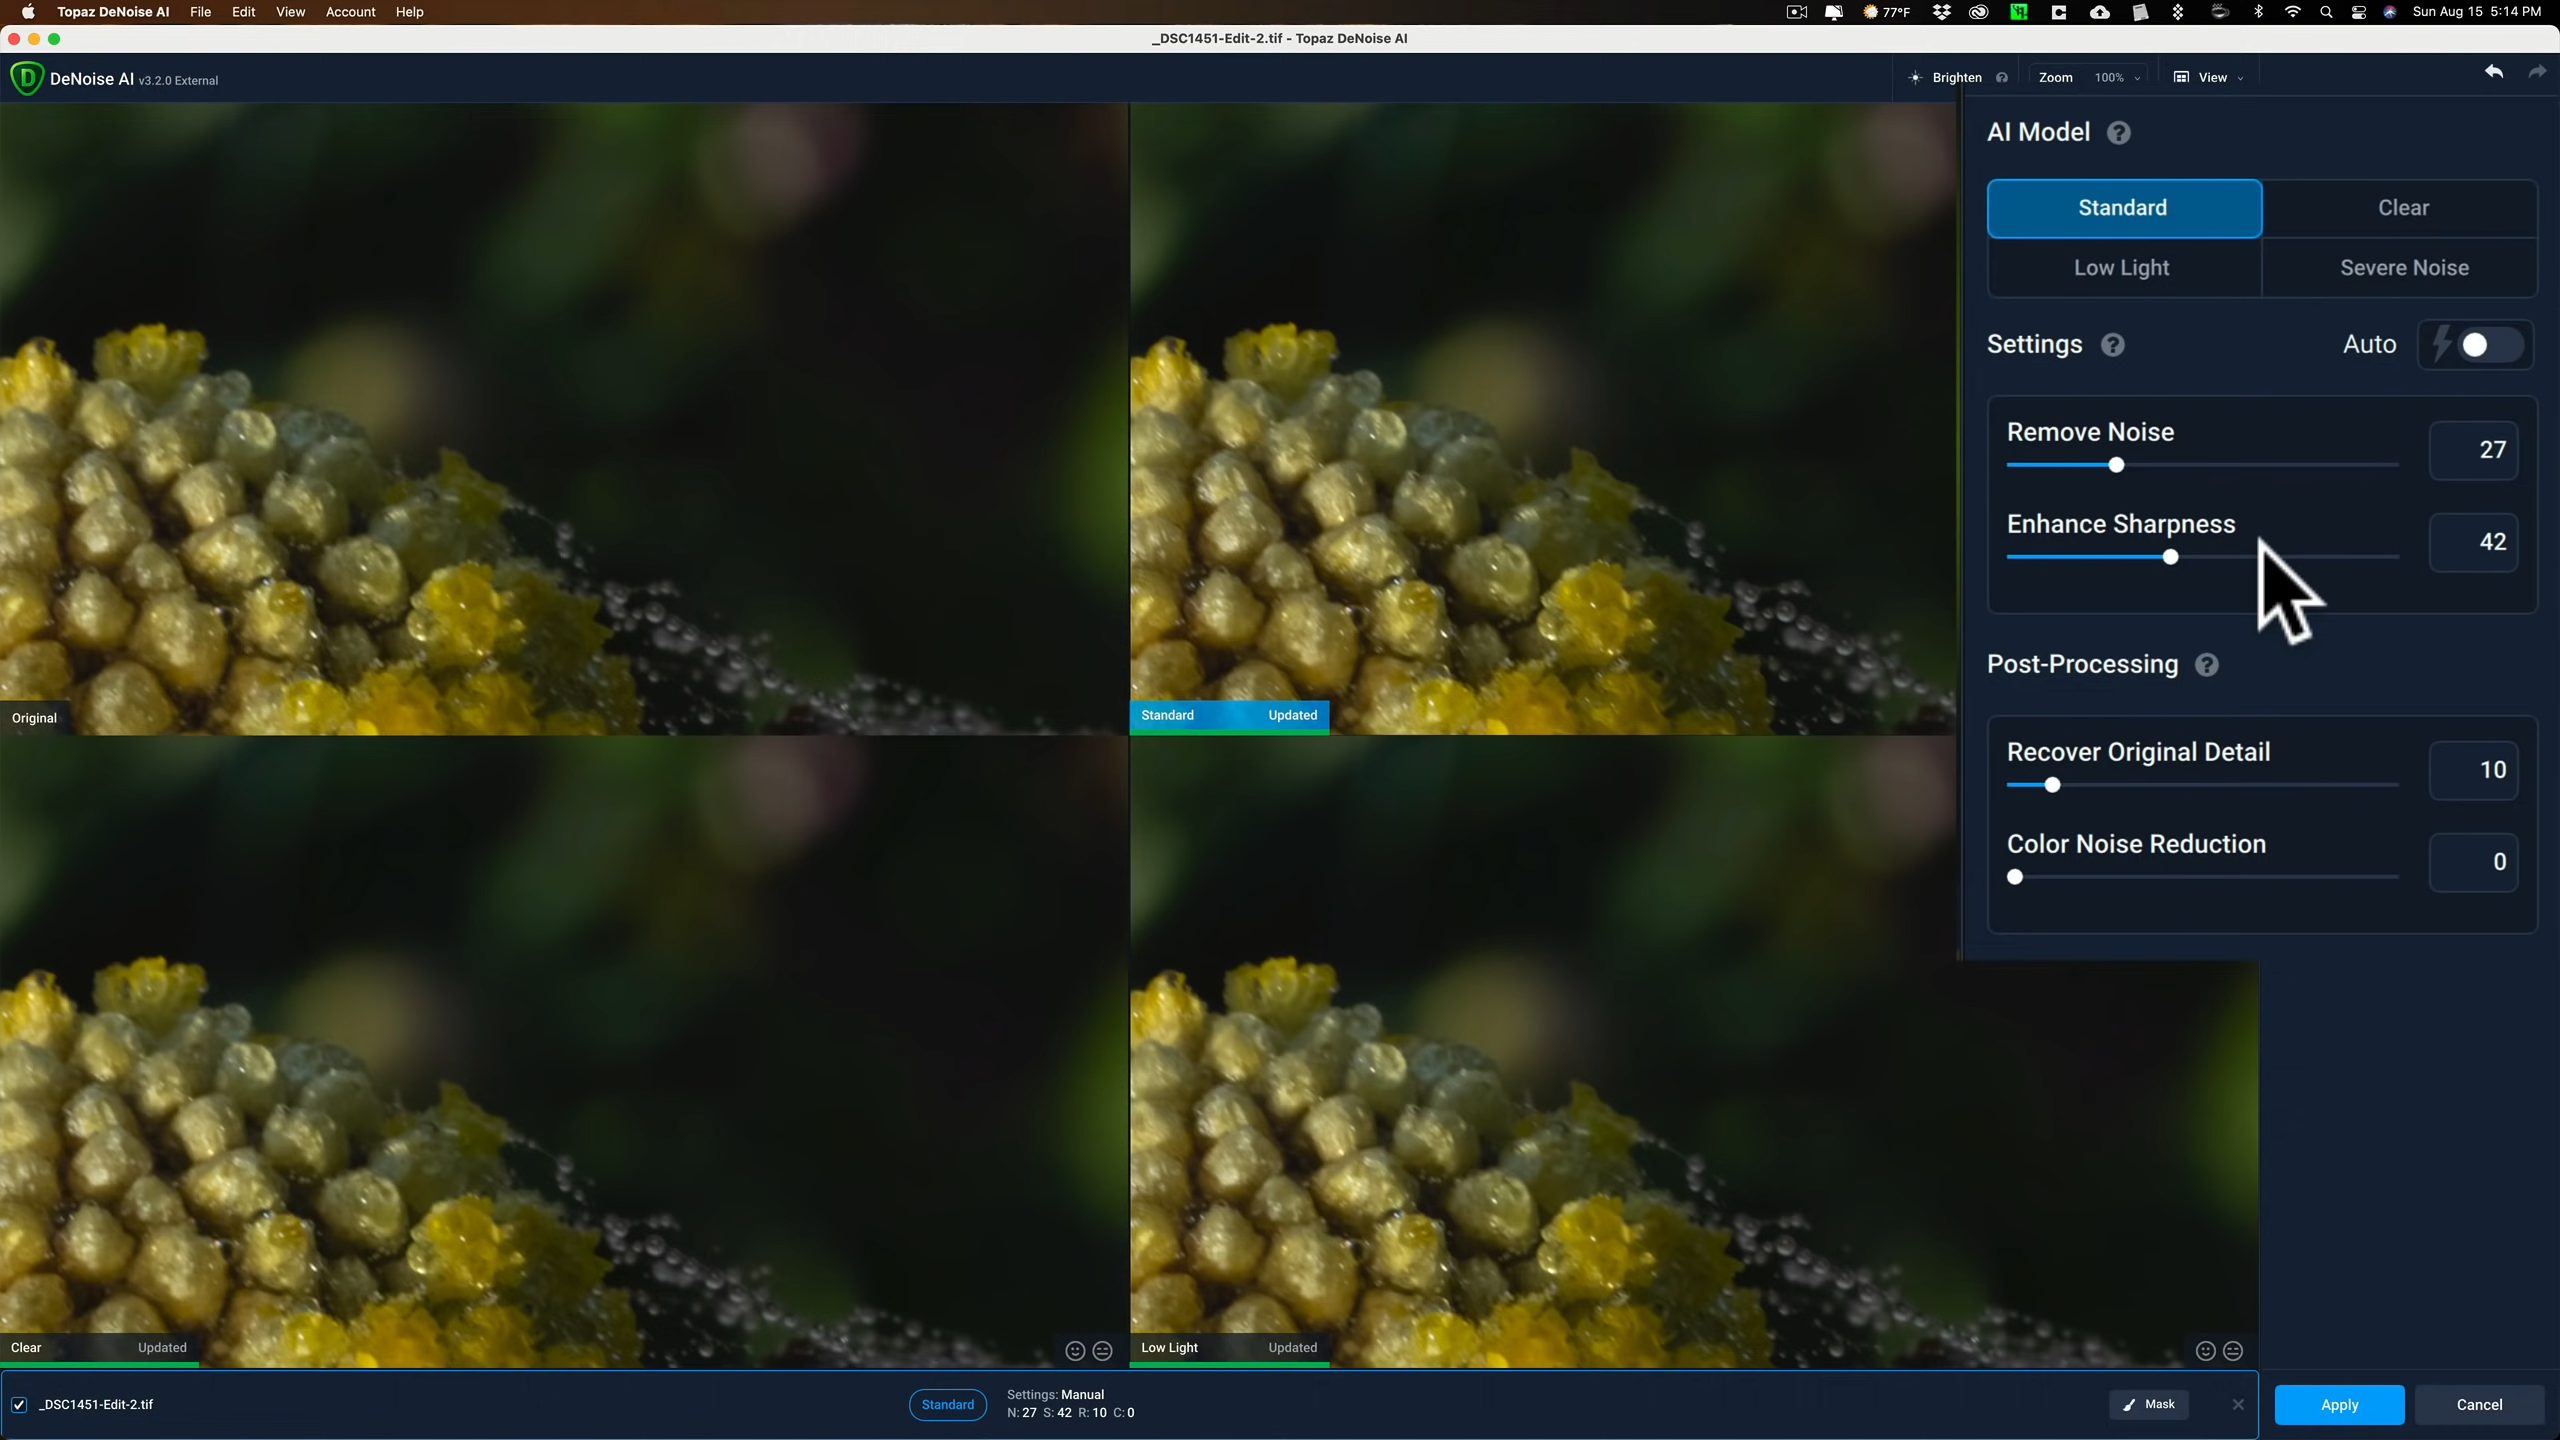 Topaz DeNoise AI File Edit View Account Help 77°F Sun Aug 15 5:14 PM
_DSC1451-Edit-2.tif - Topaz DeNoise AI
DeNoise AI v3.2.0 External Brighten ? Zoom 100% View
AI Model ?
Standard Clear
Low Light Severe Noise
Settings ? Auto
Remove Noise 27
Enhance Sharpness 42
Post-Processing ?
Recover Original Detail 10
Color Noise Reduction 0
Original
Standard Updated
Clear Updated
Low Light Updated
_DSC1451-Edit-2.tif Standard
Settings: Manual
N: 27 S: 42 R: 10 C: 0
Mask
Apply Cancel